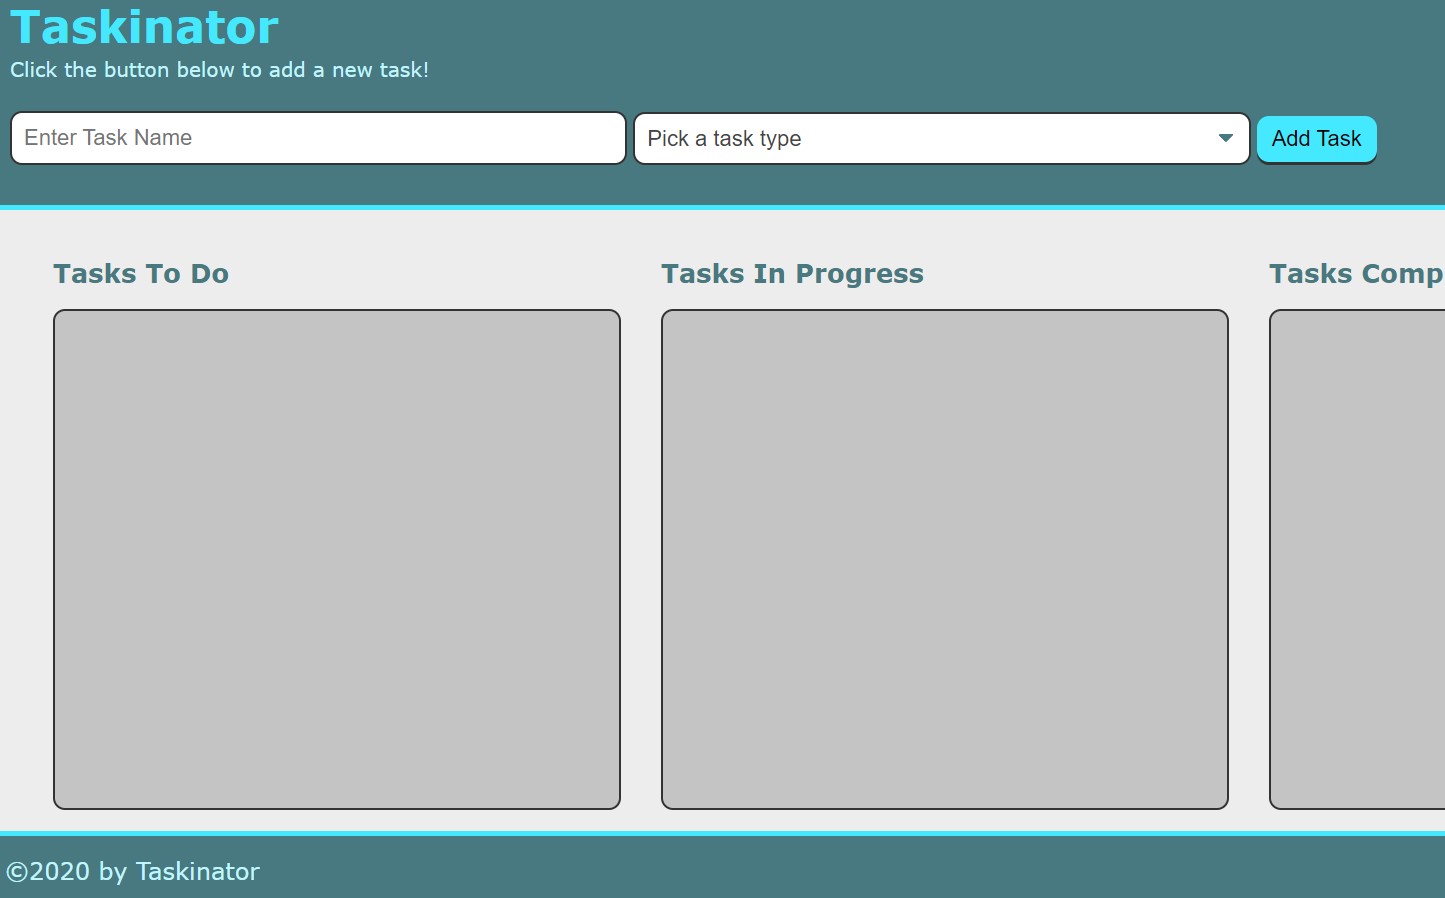 Taskinator
Click the button below to add a new task!
Enter Task Name
Pick a task type
Add Task
Tasks To Do
Tasks In Progress
Tasks Comp
©2020 by Taskinator